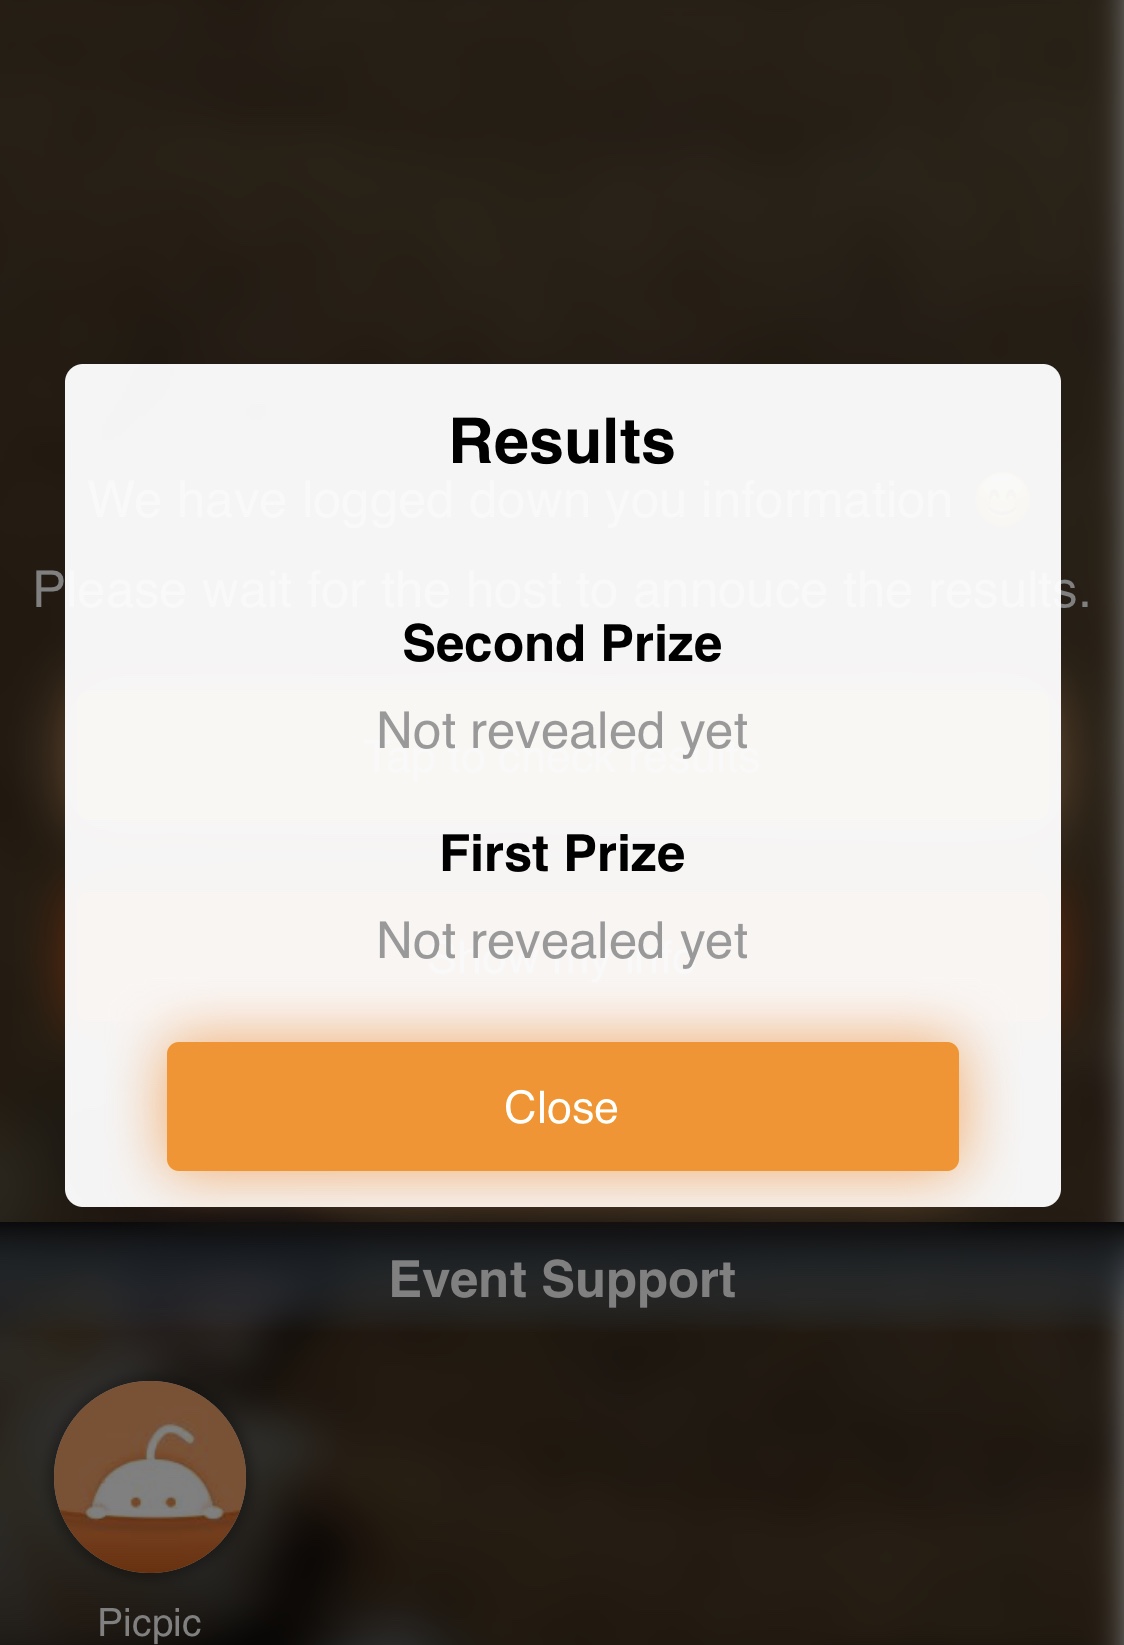 Results
We have logged down you information 😊
Please wait for the host to annouce the results.
Second Prize
Not revealed yet
Tap to check results
First Prize
Not revealed yet
Show my info
Close
Event Support
Picpic